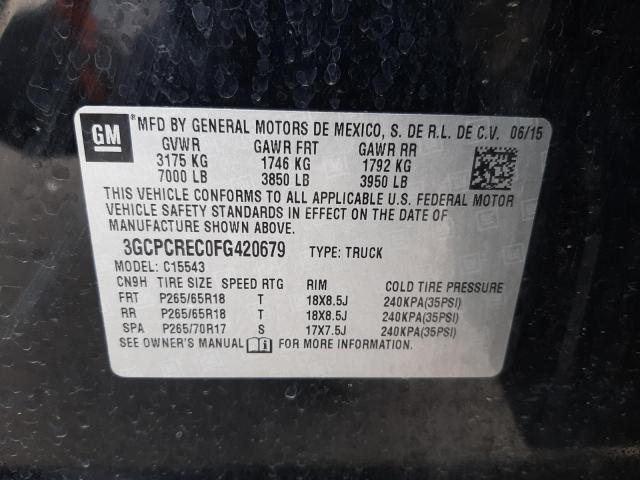 GM ® MFD BY GENERAL MOTORS DE MEXICO, S. DE R.L. DE C.V. 06/15
GVWR GAWR FRT GAWR RR
3175 KG 1746 KG 1792 KG
7000 LB 3850 LB 3950 LB
THIS VEHICLE CONFORMS TO ALL APPLICABLE U.S. FEDERAL MOTOR
VEHICLE SAFETY STANDARDS IN EFFECT ON THE DATE OF
MANUFACTURE SHOWN ABOVE.
3GCPCREC0FG420679 TYPE: TRUCK
MODEL: C15543
CN9H TIRE SIZE SPEED RTG RIM COLD TIRE PRESSURE
FRT P265/65R18 T 18X8.5J 240KPA(35PSI)
RR P265/65R18 T 18X8.5J 240KPA(35PSI)
SPA P265/70R17 S 17X7.5J 240KPA(35PSI)
SEE OWNER'S MANUAL FOR MORE INFORMATION.